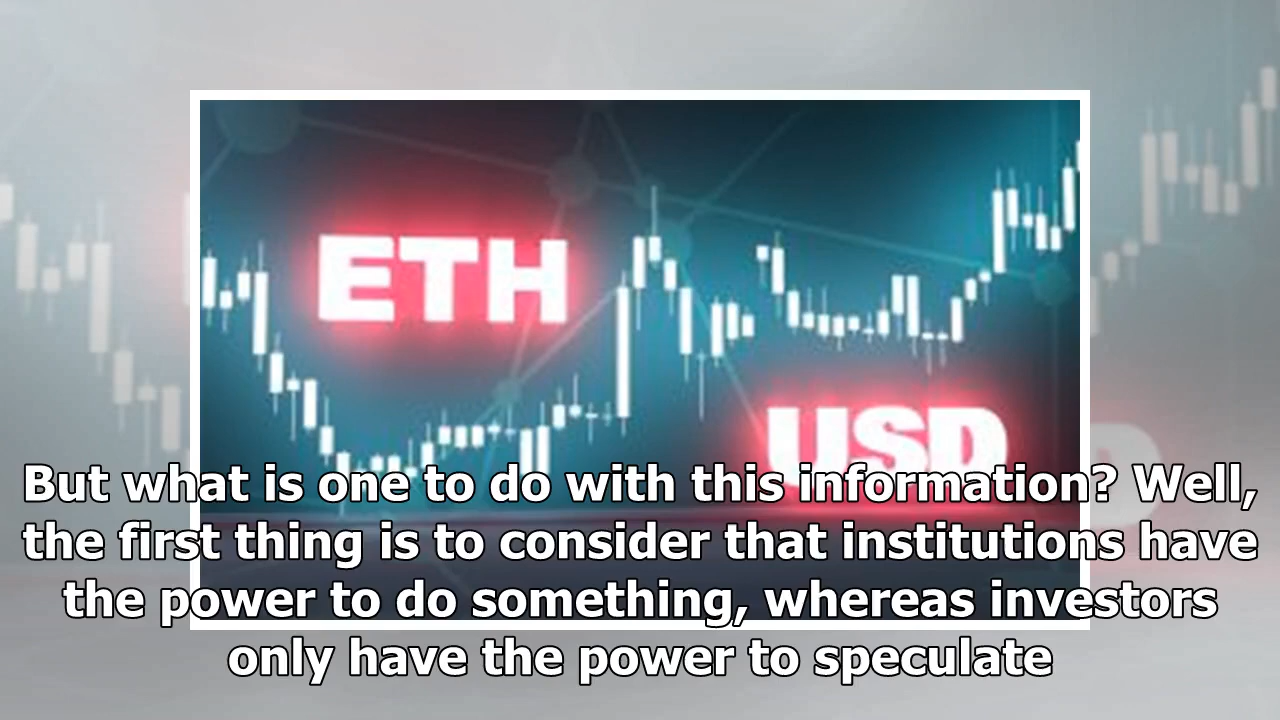 ETH
USD
But what is one to do with this information? Well,
the first thing is to consider that institutions have
the power to do something, whereas investors
only have the power to speculate